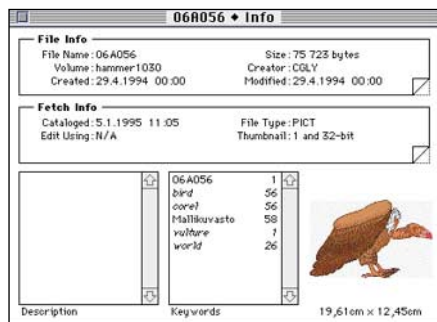 06A056 ♦ Info
File Info
File Name: 06A056
Volume: hammer1030
Created: 29.4.1994 00:00
Size: 75 723 bytes
Creator: CGLY
Modified: 29.4.1994 00:00
Fetch Info
Cataloged: 5.1.1995 11:05
Edit Using: N/A
File Type: PICT
Thumbnail: 1 and 32-bit
06A056 1
bird 56
corel 56
Mallikuvasto 58
vulture 1
world 26
Description
Keywords
19,61cm × 12,45cm